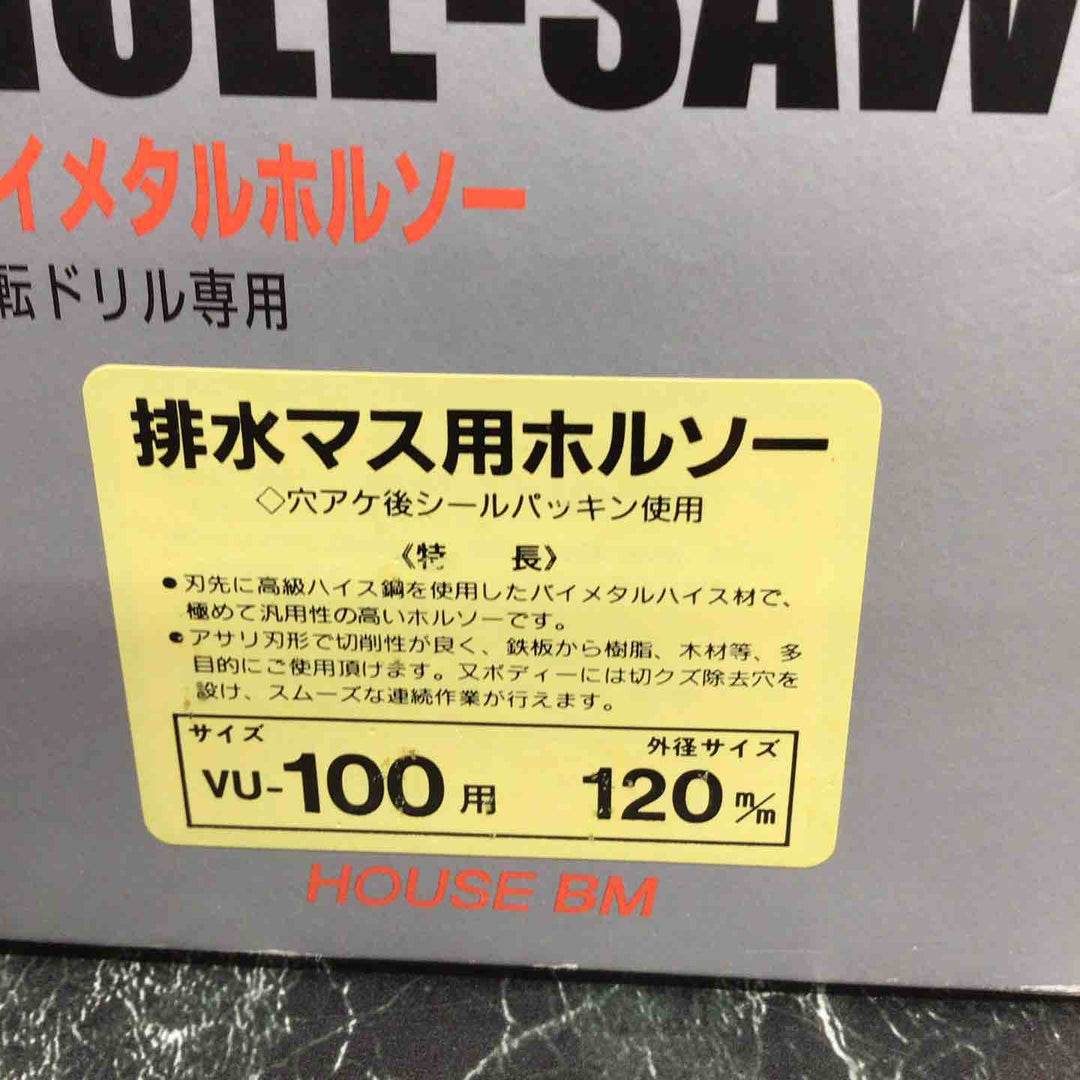 HOLE-SAW
イメタルホルソー
転ドリル専用
排水マス用ホルソー
◇穴アケ後シールパッキン使用
《特 長》
●刃先に高級ハイス鋼を使用したバイメタルハイス材で、
極めて汎用性の高いホルソーです。
●アサリ刃形で切削性が良く、鉄板から樹脂、木材等、多
目的にご使用頂けます。又ボディーには切クズ除去穴を
設け、スムーズな連続作業が行えます。
サイズ 外径サイズ
VU-100用 120m/m
HOUSE BM